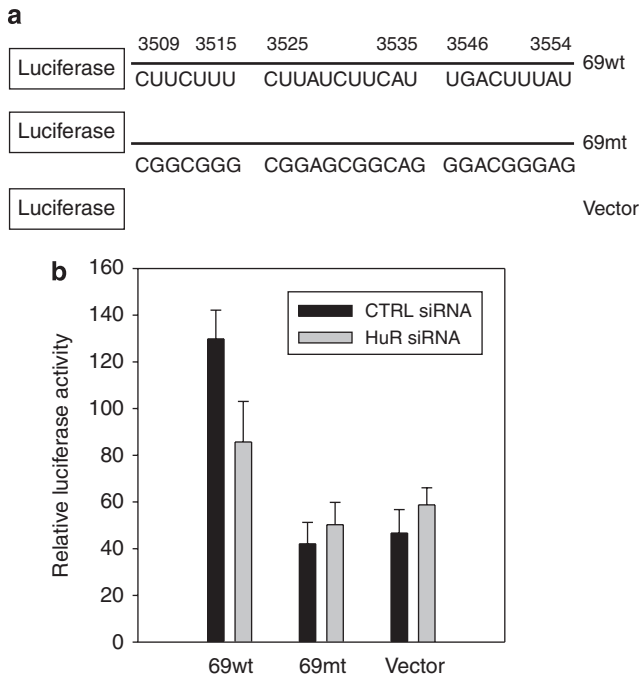 a
3509 3515 3525 3535 3546 3554
Luciferase CUUCUUU CUUAUCUUCAU UGACUUUAU 69wt
Luciferase CGGCGGG CGGAGCGGCAG GGACGGGAG 69mt
Luciferase Vector
b
160
140
120
100
80
60
40
20
0
Relative luciferase activity
CTRL siRNA
HuR siRNA
69wt 69mt Vector